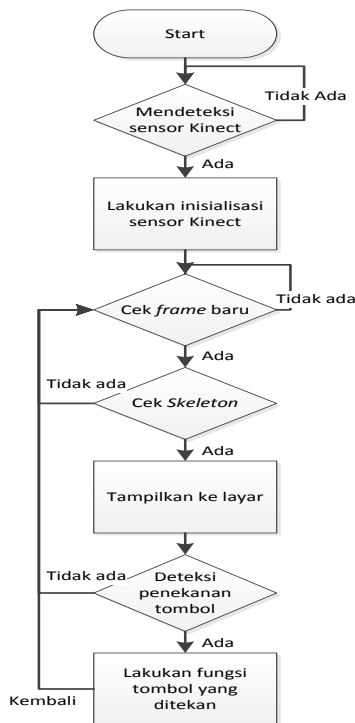 Start
Tidak Ada
Mendeteksi
sensor Kinect
Ada
Lakukan inisialisasi
sensor Kinect
Cek frame baru
Tidak ada
Ada
Tidak ada
Cek Skeleton
Ada
Tampilkan ke layar
Tidak ada
Deteksi
penekanan
tombol
Ada
Lakukan fungsi
tombol yang
ditekan
Kembali